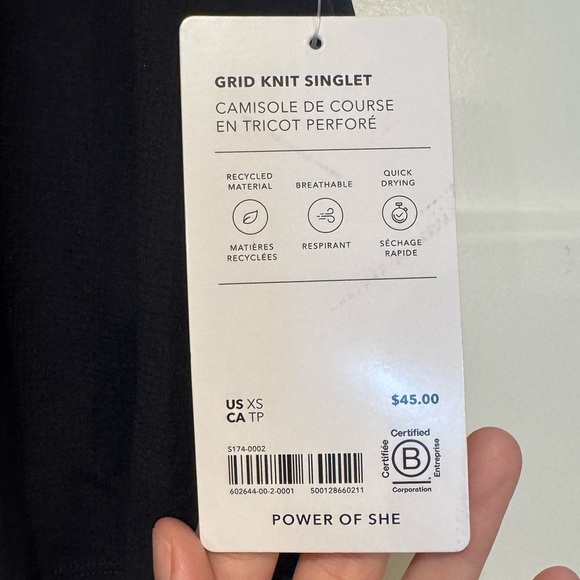 GRID KNIT SINGLET
CAMISOLE DE COURSE
EN TRICOT PERFORÉ
RECYCLED
MATERIAL
BREATHABLE
QUICK
DRYING
MATIÈRES
RECYCLÉES
RESPIRANT
SÉCHAGE
RAPIDE
US XS
CA TP
$45.00
S174-0002
602644-00-2-0001 500128660211
Certified
Certifiée
B
Entreprise
Corporation
POWER OF SHE